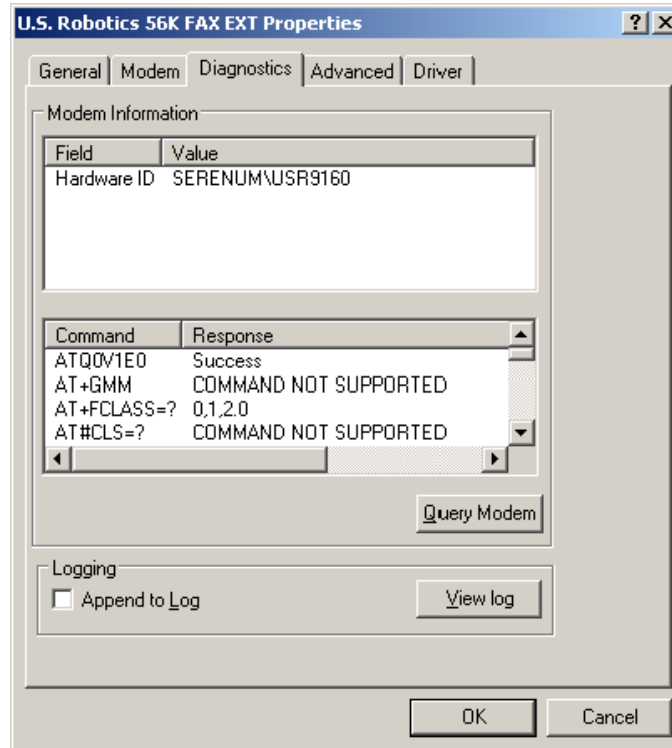 U.S. Robotics 56K FAX EXT Properties
General Modem Diagnostics Advanced Driver
Modem Information
Field Value
Hardware ID SERENUM\USR9160
Command Response
ATQ0V1E0 Success
AT+GMM COMMAND NOT SUPPORTED
AT+FCLASS=? 0,1,2.0
AT#CLS=? COMMAND NOT SUPPORTED
Query Modem
Logging
Append to Log View log
OK Cancel